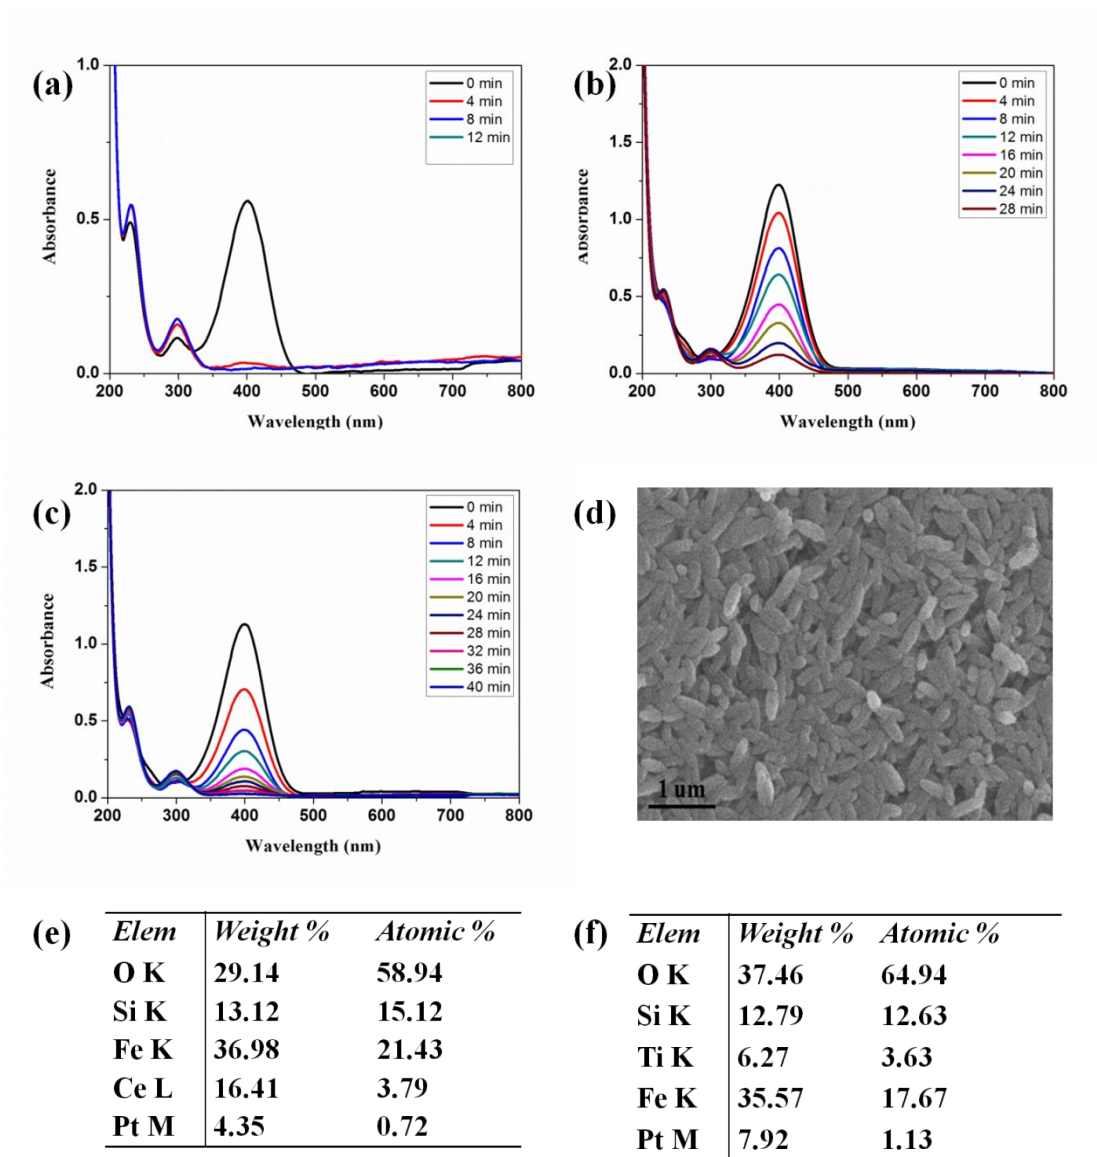 (a)
1.0
0.5
0.0
Absorbance
200 300 400 500 600 700 800
Wavelength (nm)
0 min
4 min
8 min
12 min
(b)
2.0
1.5
1.0
0.5
0.0
Absorbance
200 300 400 500 600 700 800
Wavelength (nm)
0 min
4 min
8 min
12 min
16 min
20 min
24 min
28 min
(c)
2.0
1.5
1.0
0.5
0.0
Absorbance
200 300 400 500 600 700 800
Wavelength (nm)
0 min
4 min
8 min
12 min
16 min
20 min
24 min
28 min
32 min
36 min
40 min
(d)
1 um
(e)
Elem Weight % Atomic %
O K 29.14 58.94
Si K 13.12 15.12
Fe K 36.98 21.43
Ce L 16.41 3.79
Pt M 4.35 0.72
(f)
Elem Weight % Atomic %
O K 37.46 64.94
Si K 12.79 12.63
Ti K 6.27 3.63
Fe K 35.57 17.67
Pt M 7.92 1.13